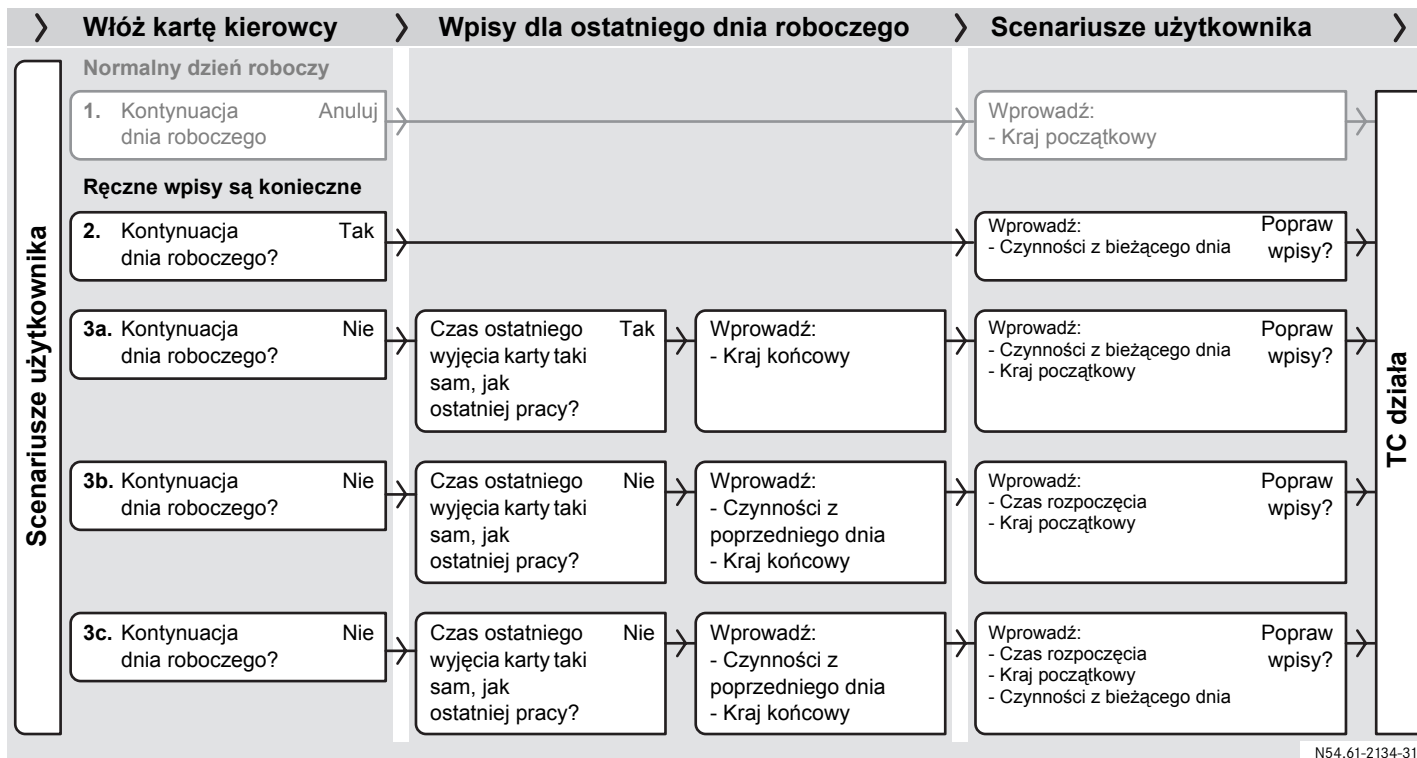 Włóż kartę kierowcy
Wpisy dla ostatniego dnia roboczego
Scenariusze użytkownika
Scenariusze użytkownika
Normalny dzień roboczy
1. Kontynuacja Anuluj
dnia roboczego
Wprowadź:
- Kraj początkowy
Ręczne wpisy są konieczne
2. Kontynuacja Tak
dnia roboczego?
Wprowadź: Popraw
- Czynności z bieżącego dnia wpisy?
3a. Kontynuacja Nie
dnia roboczego?
Czas ostatniego Tak
wyjęcia karty taki
sam, jak
ostatniej pracy?
Wprowadź:
- Kraj końcowy
Wprowadź: Popraw
- Czynności z bieżącego dnia wpisy?
- Kraj początkowy
3b. Kontynuacja Nie
dnia roboczego?
Czas ostatniego Nie
wyjęcia karty taki
sam, jak
ostatniej pracy?
Wprowadź:
- Czynności z
poprzedniego dnia
- Kraj końcowy
Wprowadź: Popraw
- Czas rozpoczęcia wpisy?
- Kraj początkowy
3c. Kontynuacja Nie
dnia roboczego?
Czas ostatniego Nie
wyjęcia karty taki
sam, jak
ostatniej pracy?
Wprowadź:
- Czynności z
poprzedniego dnia
- Kraj końcowy
Wprowadź: Popraw
- Czas rozpoczęcia wpisy?
- Kraj początkowy
- Czynności z bieżącego dnia
TC działa
N54.61-2134-31